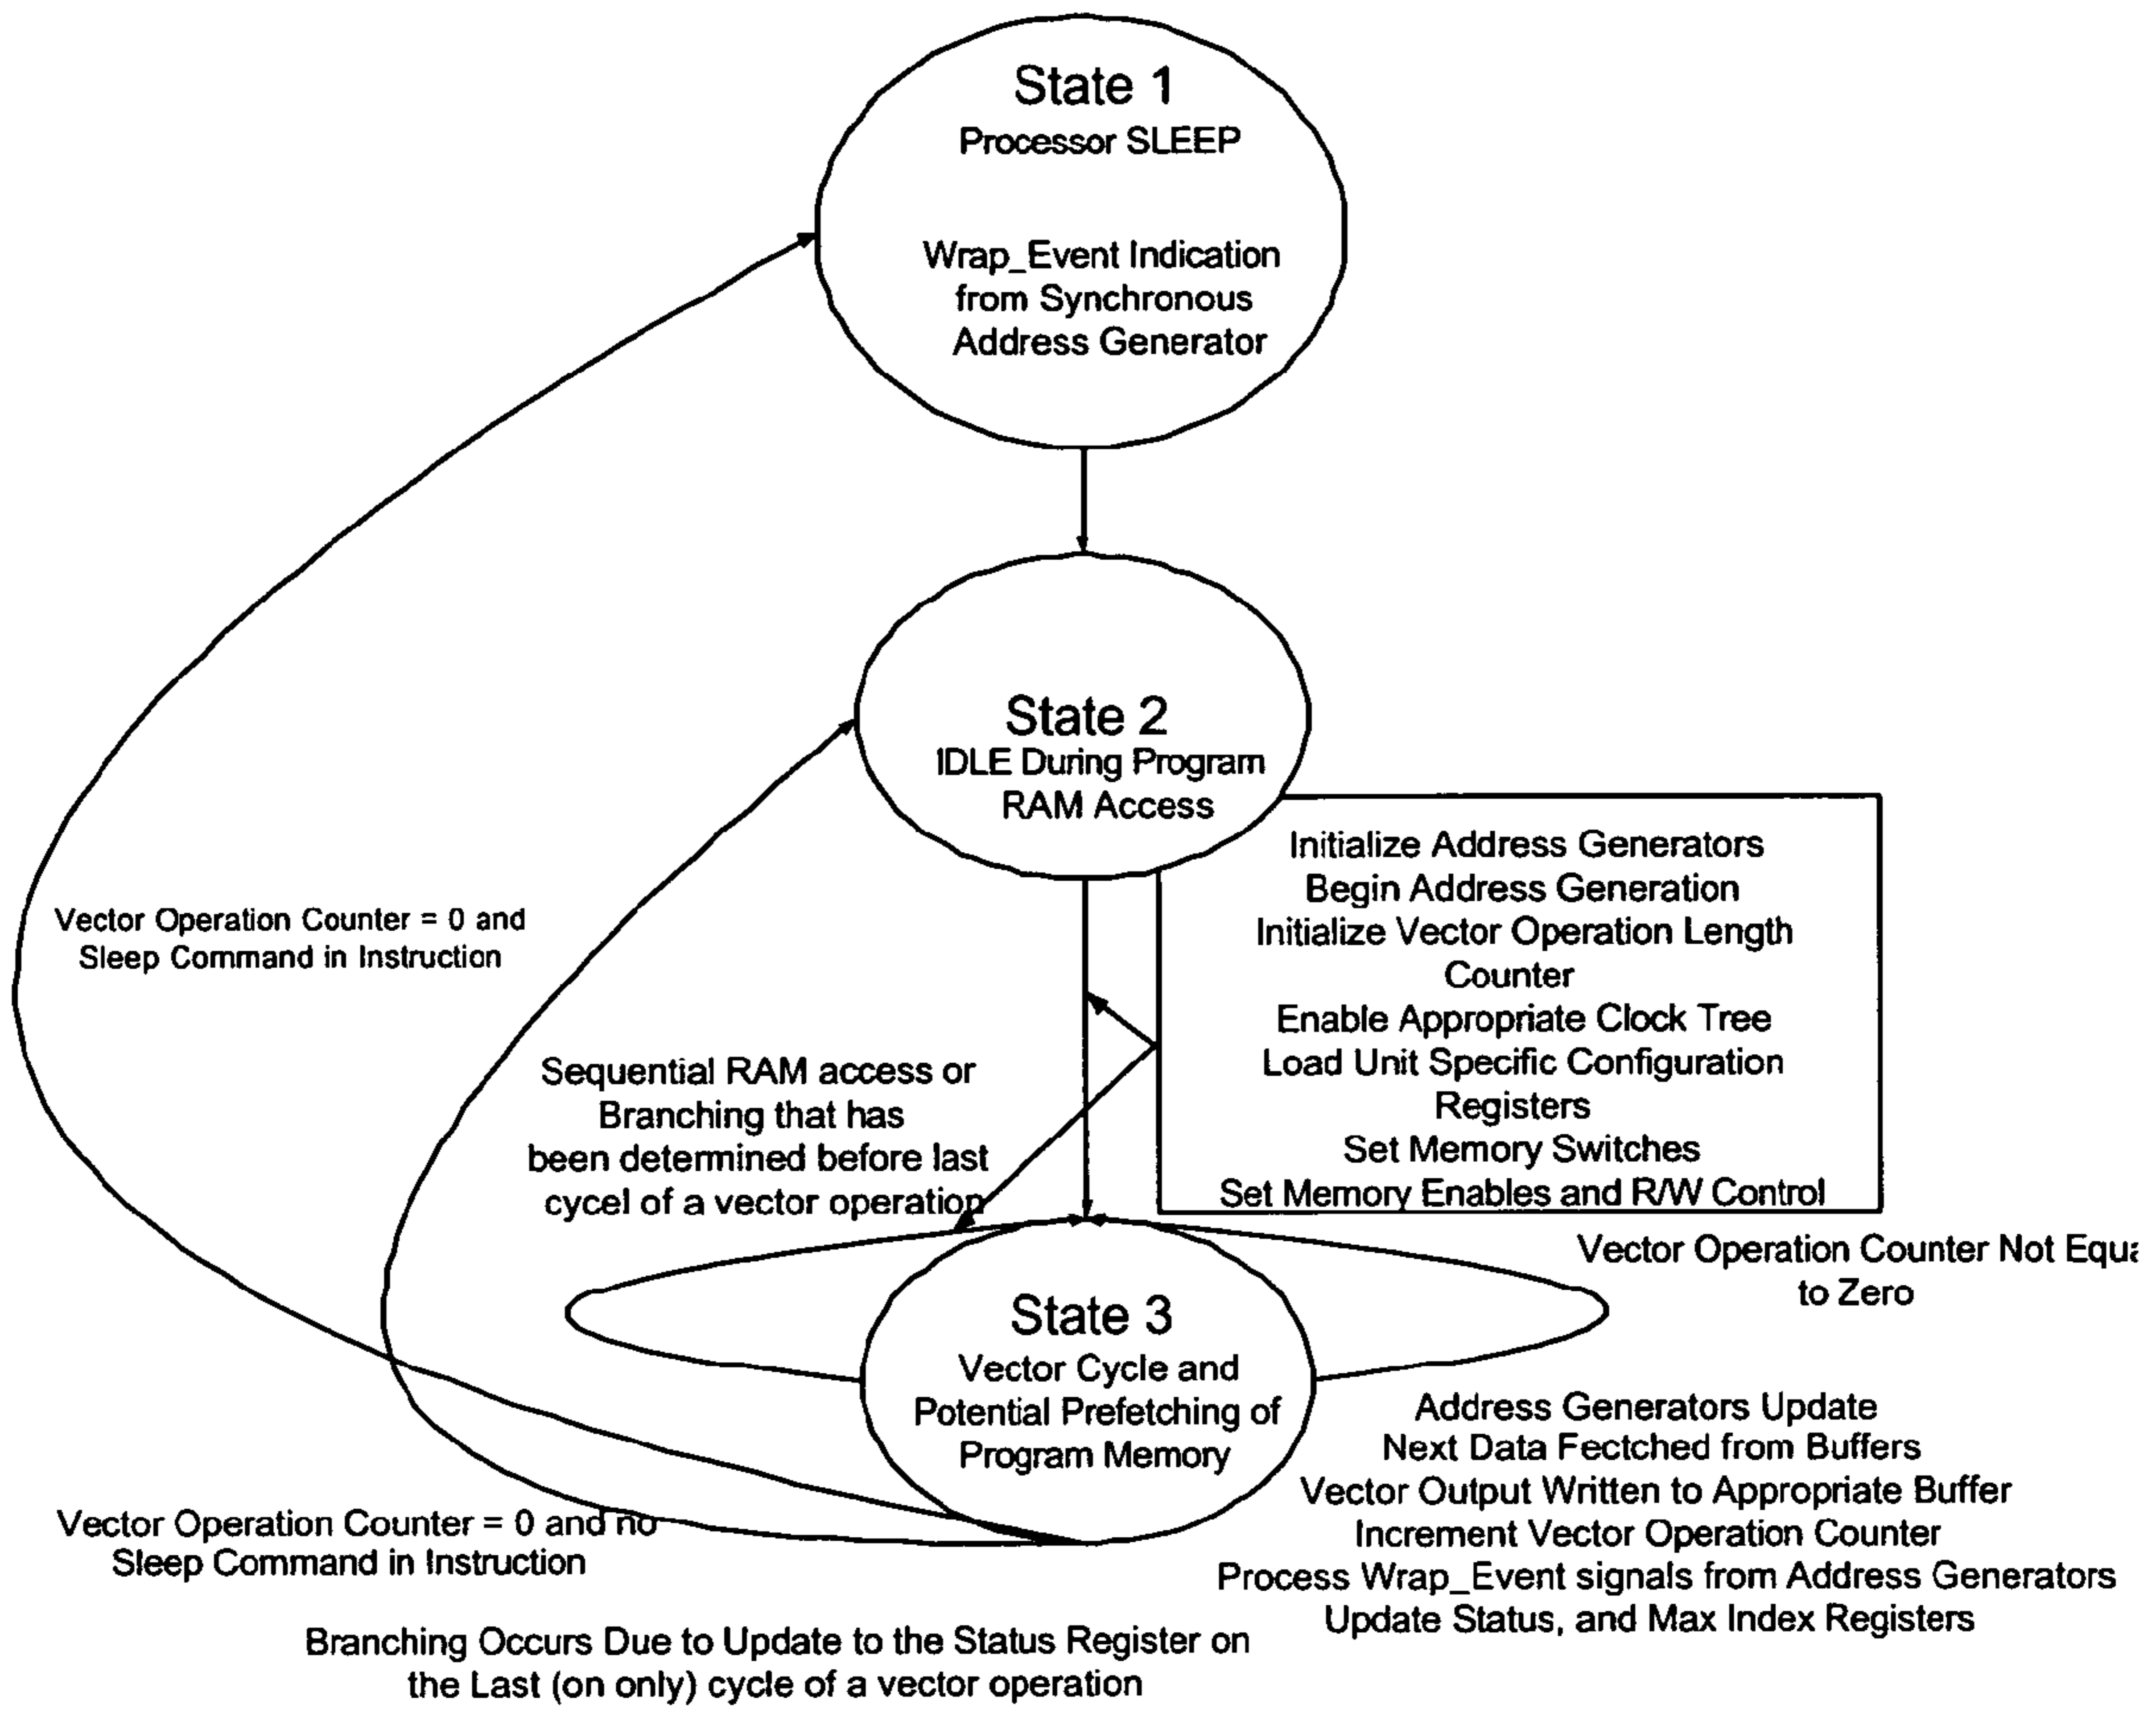 State 1
Processor SLEEP
Wrap_Event Indication
from Synchronous
Address Generator
State 2
IDLE During Program
RAM Access
Initialize Address Generators
Begin Address Generation
Initialize Vector Operation Length
Counter
Enable Appropriate Clock Tree
Load Unit Specific Configuration
Registers
Set Memory Switches
Set Memory Enables and R/W Control
Vector Operation Counter = 0 and
Sleep Command in Instruction
Sequential RAM access or
Branching that has
been determined before last
cycel of a vector operation
Vector Operation Counter Not Equa
to Zero
State 3
Vector Cycle and
Potential Prefetching of
Program Memory
Address Generators Update
Next Data Fectched from Buffers
Vector Output Written to Appropriate Buffer
Increment Vector Operation Counter
Process Wrap_Event signals from Address Generators
Update Status, and Max Index Registers
Vector Operation Counter = 0 and no
Sleep Command in Instruction
Branching Occurs Due to Update to the Status Register on
the Last (on only) cycle of a vector operation